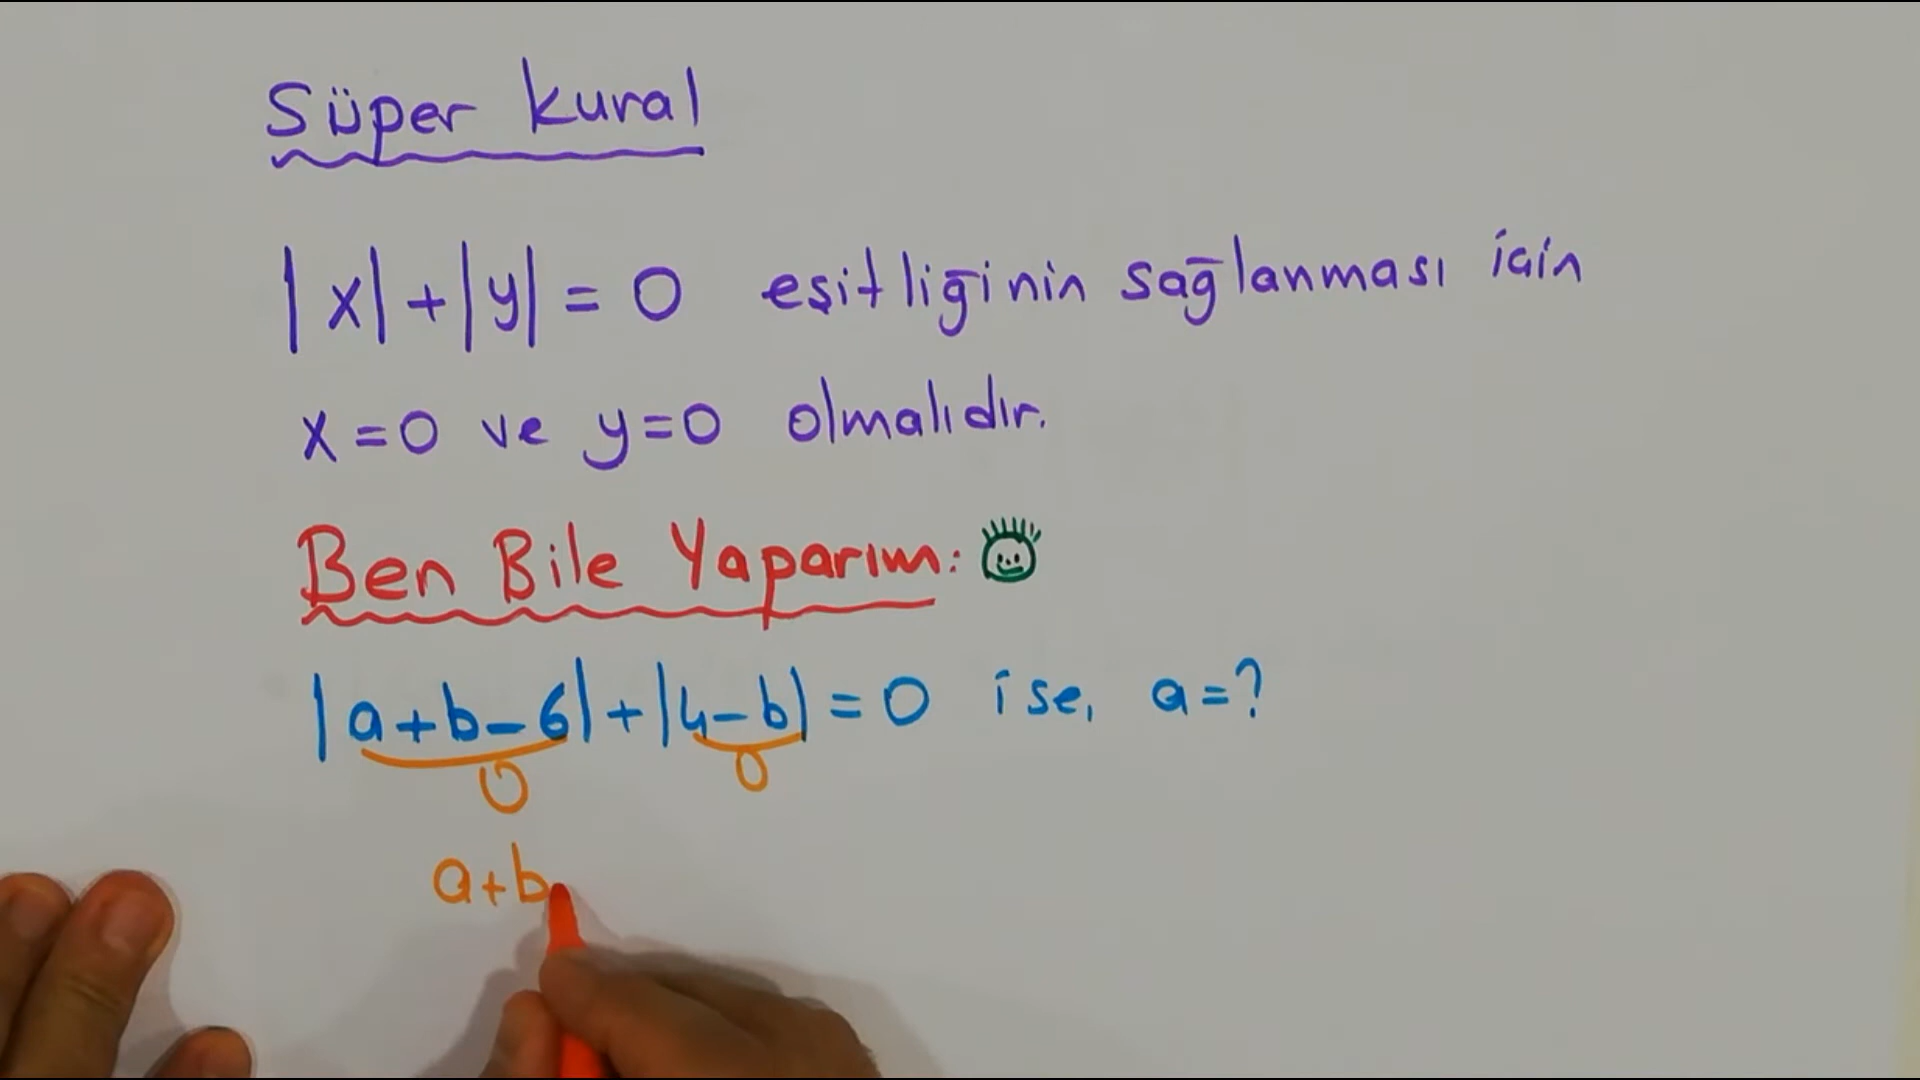 Süper kural
|x|+|y|=0 eşitliğinin sağlanması için
x=0 ve y=0 olmalıdır.
Ben Bile Yaparım:
|a+b-6|+|4-b|=0 ise, a=?
0 0
a+b